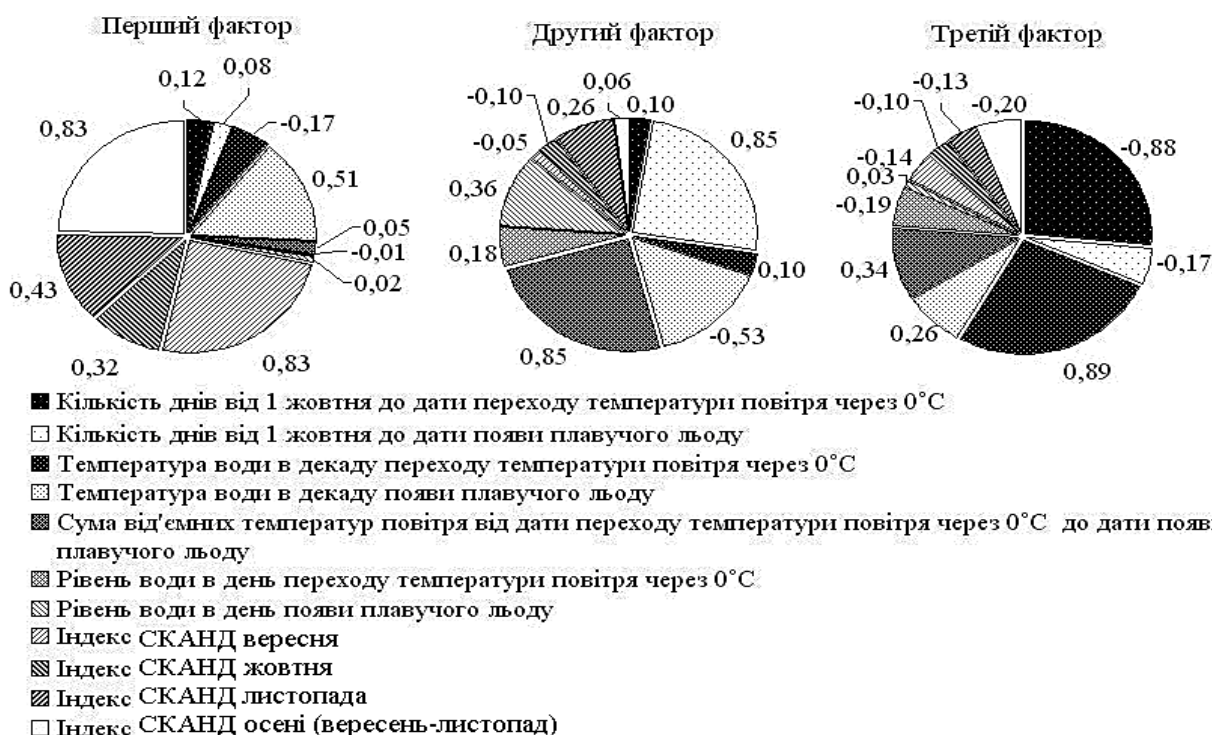 Перший фактор
0,12
0,08
-0,17
0,51
0,05
-0,01
0,02
0,83
0,32
0,43
0,83
Другий фактор
0,10
0,85
0,10
-0,53
0,85
0,18
0,36
-0,05
-0,10
0,26
0,06
Третій фактор
-0,88
-0,17
0,89
0,26
0,34
-0,19
0,03
-0,14
-0,10
-0,13
-0,20
Кількість днів від 1 жовтня до дати переходу температури повітря через 0˚С
Кількість днів від 1 жовтня до дати появи плавучого льоду
Температура води в декаду переходу температури повітря через 0˚С
Температура води в декаду появи плавучого льоду
Сума від'ємних температур повітря від дати переходу температури повітря через 0˚С до дати появ
плавучого льоду
Рівень води в день переходу температури повітря через 0˚С
Рівень води в день появи плавучого льоду
Індекс СКАНД вересня
Індекс СКАНД жовтня
Індекс СКАНД листопада
Індекс СКАНД осені (вересень-листопад)